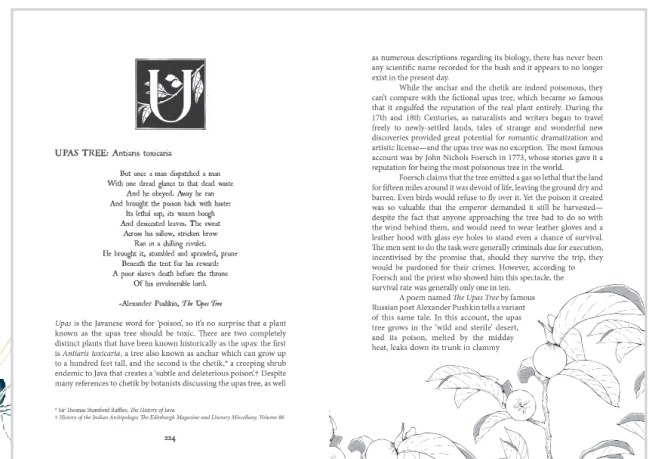 U
UPAS TREE: Antiaris toxicaria
But once a man dispatched a man
With one dread glance to that dead waste
And he obeyed. Away he ran
And brought the poison back with haste:
Its lethal sap, its waxen bough
And desiccated leaves. The sweat
Across his sallow, stricken brow
Ran in a chilling rivulet.
He brought it, stumbled and sprawled, prone
Beneath the tent for his reward:
A poor slave's death before the throne
Of his invulnerable lord.
–Alexander Pushkin, The Upas Tree
Upas is the Javanese word for 'poison', so it's no surprise that a plant
known as the upas tree should be toxic. There are two completely
distinct plants that have been known historically as the upas: the first
is Antiaris toxicaria, a tree also known as anchar which can grow up
to a hundred feet tall, and the second is the chetik,* a creeping shrub
endemic to Java that creates a 'subtle and deleterious poison'.† Despite
many references to chetik by botanists discussing the upas tree, as well
* Sir Thomas Stamford Raffles, The History of Java
† History of the Indian Archipelago; The Edinburgh Magazine and Literary Miscellany, Volume 86
224
as numerous descriptions regarding its biology, there has never been
any scientific name recorded for the bush and it appears to no longer
exist in the present day.
While the anchar and the chetik are indeed poisonous, they
can't compare with the fictional upas tree, which became so famous
that it engulfed the reputation of the real plant entirely. During the
17th and 18th Centuries, as naturalists and writers began to travel
freely to newly-settled lands, tales of strange and wonderful new
discoveries provided great potential for romantic dramatization and
artistic license—and the upas tree was no exception. The most famous
account was by John Nichols Foersch in 1773, whose stories gave it a
reputation for being the most poisonous tree in the world.
Foersch claims that the tree emitted a gas so lethal that the land
for fifteen miles around it was devoid of life, leaving the ground dry and
barren. Even birds would refuse to fly over it. Yet the poison it created
was so valuable that the emperor demanded it still be harvested—
despite the fact that anyone approaching the tree had to do so with
the wind behind them, and would need to wear leather gloves and a
leather hood with glass eye holes to stand even a chance of survival.
The men sent to do the task were generally criminals due for execution,
incentivised by the promise that, should they survive the trip, they
would be pardoned for their crimes. However, according to
Foersch and the priest who showed him this spectacle, the
survival rate was generally only one in ten.
A poem named The Upas Tree by famous
Russian poet Alexander Pushkin tells a variant
of this same tale. In this account, the upas
tree grows in the 'wild and sterile' desert,
and its poison, melted by the midday
heat, leaks down its trunk in clammy